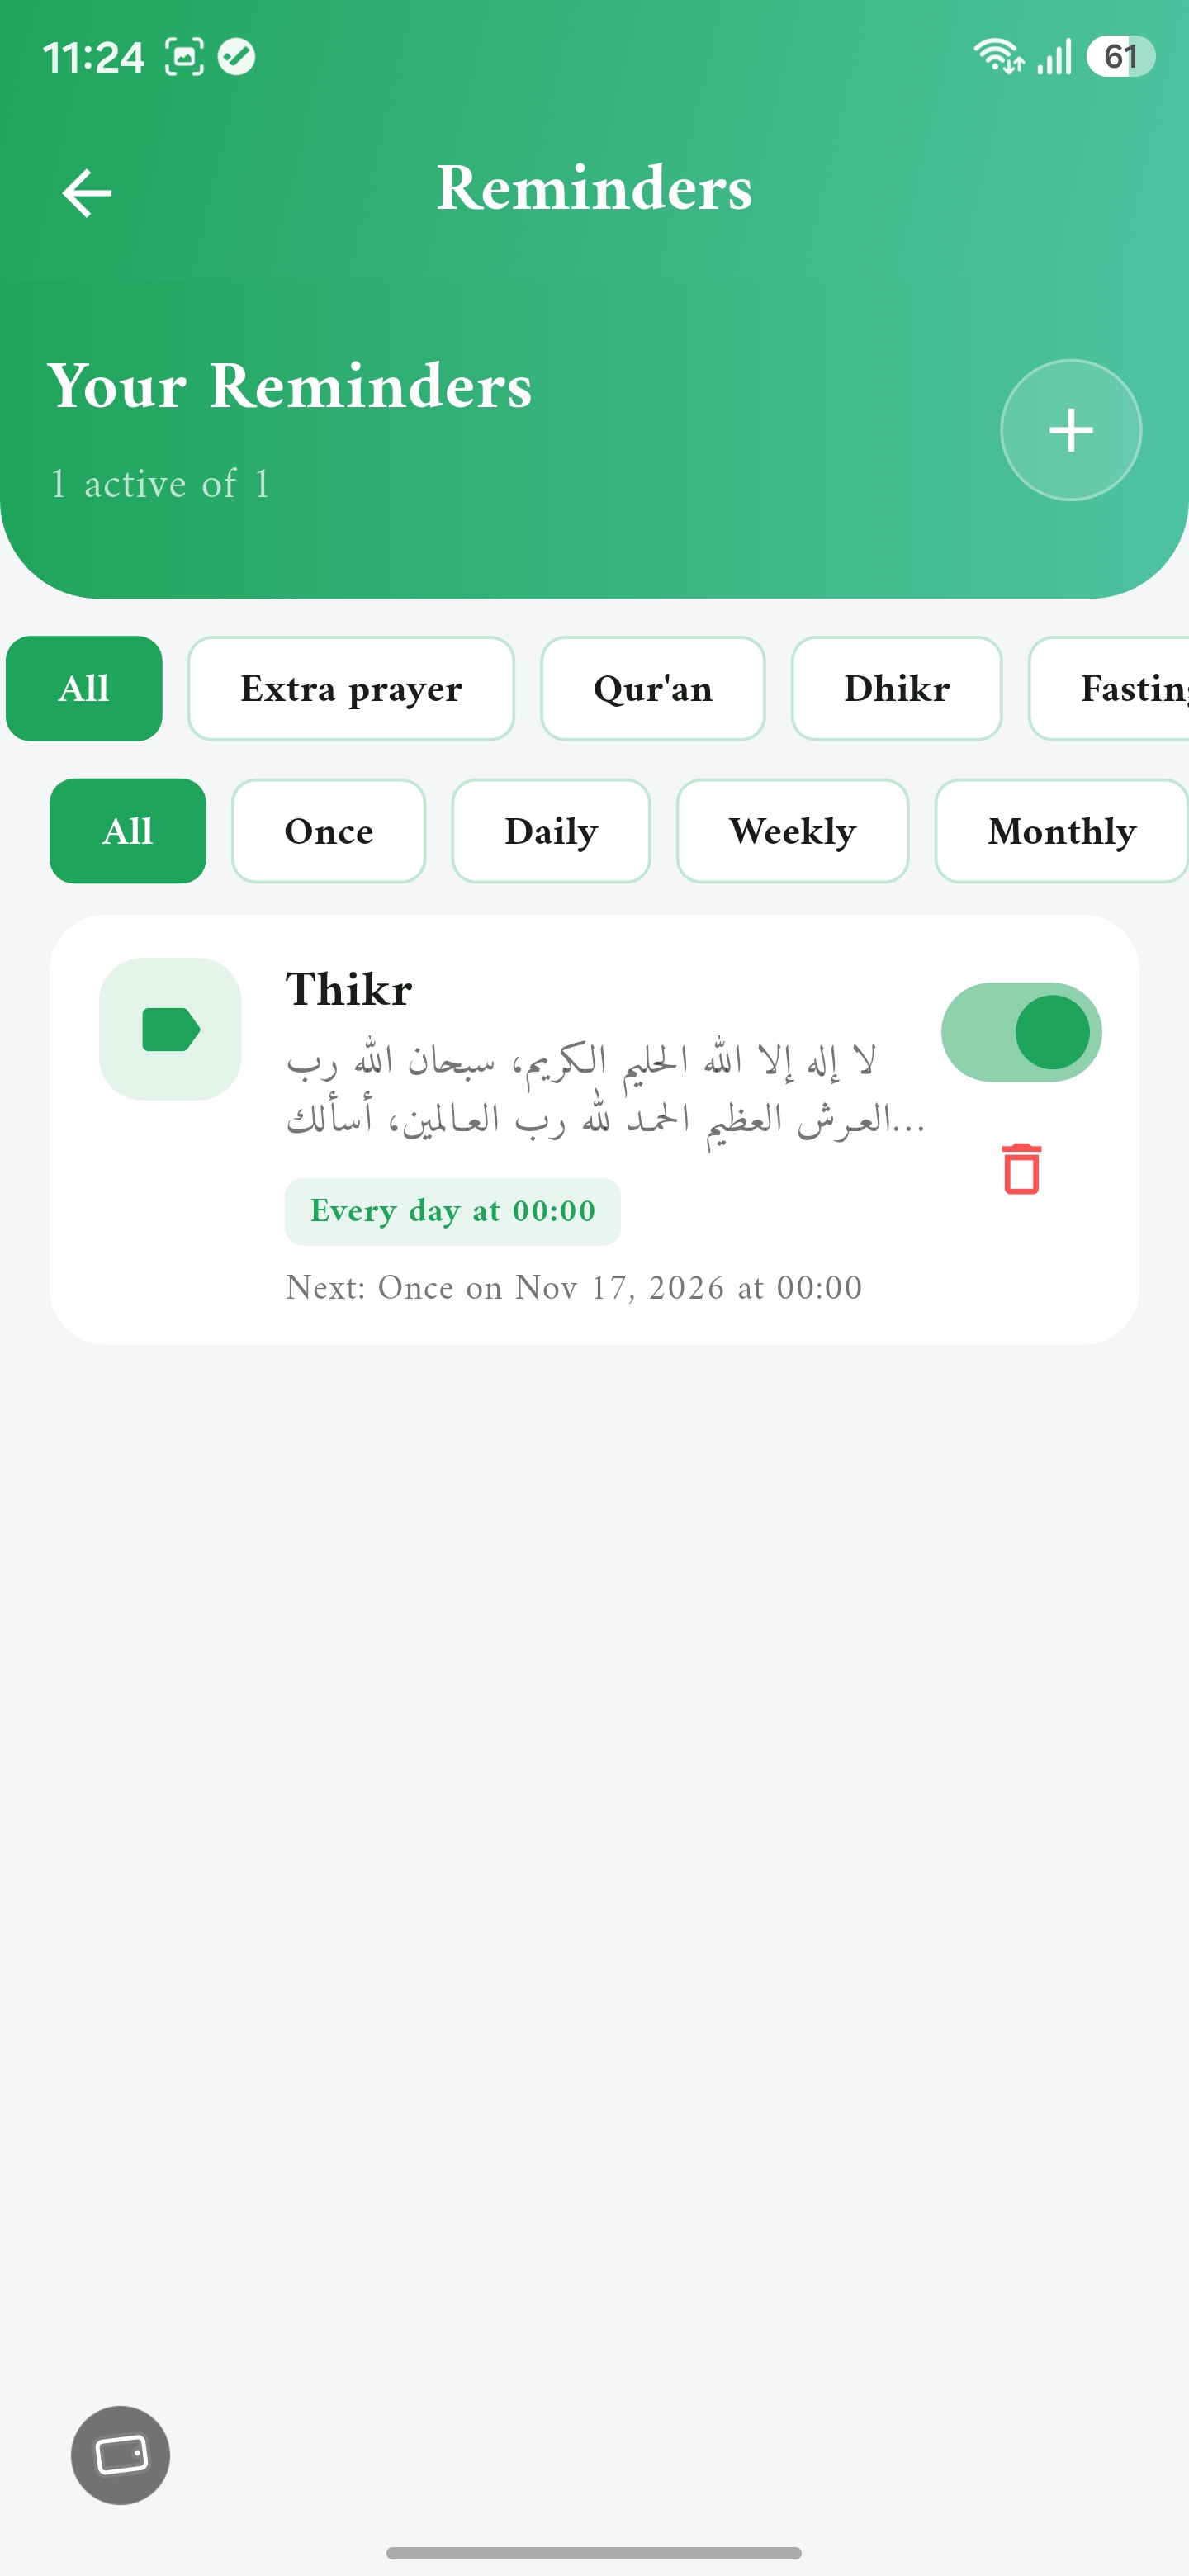 11:24
61
Reminders
Your Reminders
1 active of 1
All
Extra prayer
Qur'an
Dhikr
Fasting
All
Once
Daily
Weekly
Monthly
Thikr
لا إله إلا الله الحليم الكريم، سبحان الله رب
العرش العظيم الحمد لله رب العالمين، أسألك...
Every day at 00:00
Next: Once on Nov 17, 2026 at 00:00